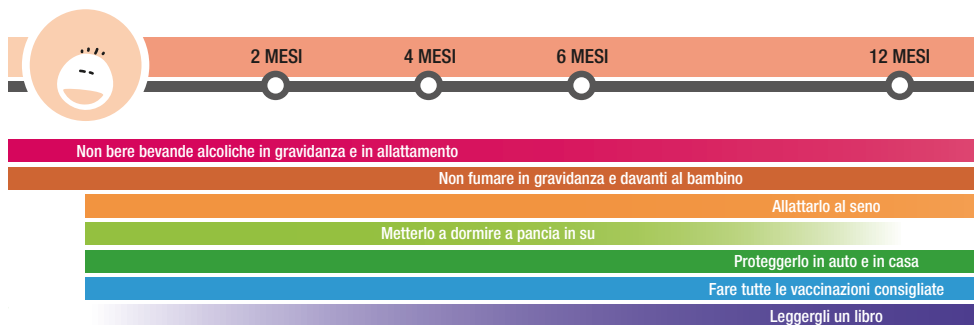 2 MESI
4 MESI
6 MESI
12 MESI
Non bere bevande alcoliche in gravidanza e in allattamento
Non fumare in gravidanza e davanti al bambino
Allattarlo al seno
Metterlo a dormire a pancia in su
Proteggerlo in auto e in casa
Fare tutte le vaccinazioni consigliate
Leggergli un libro